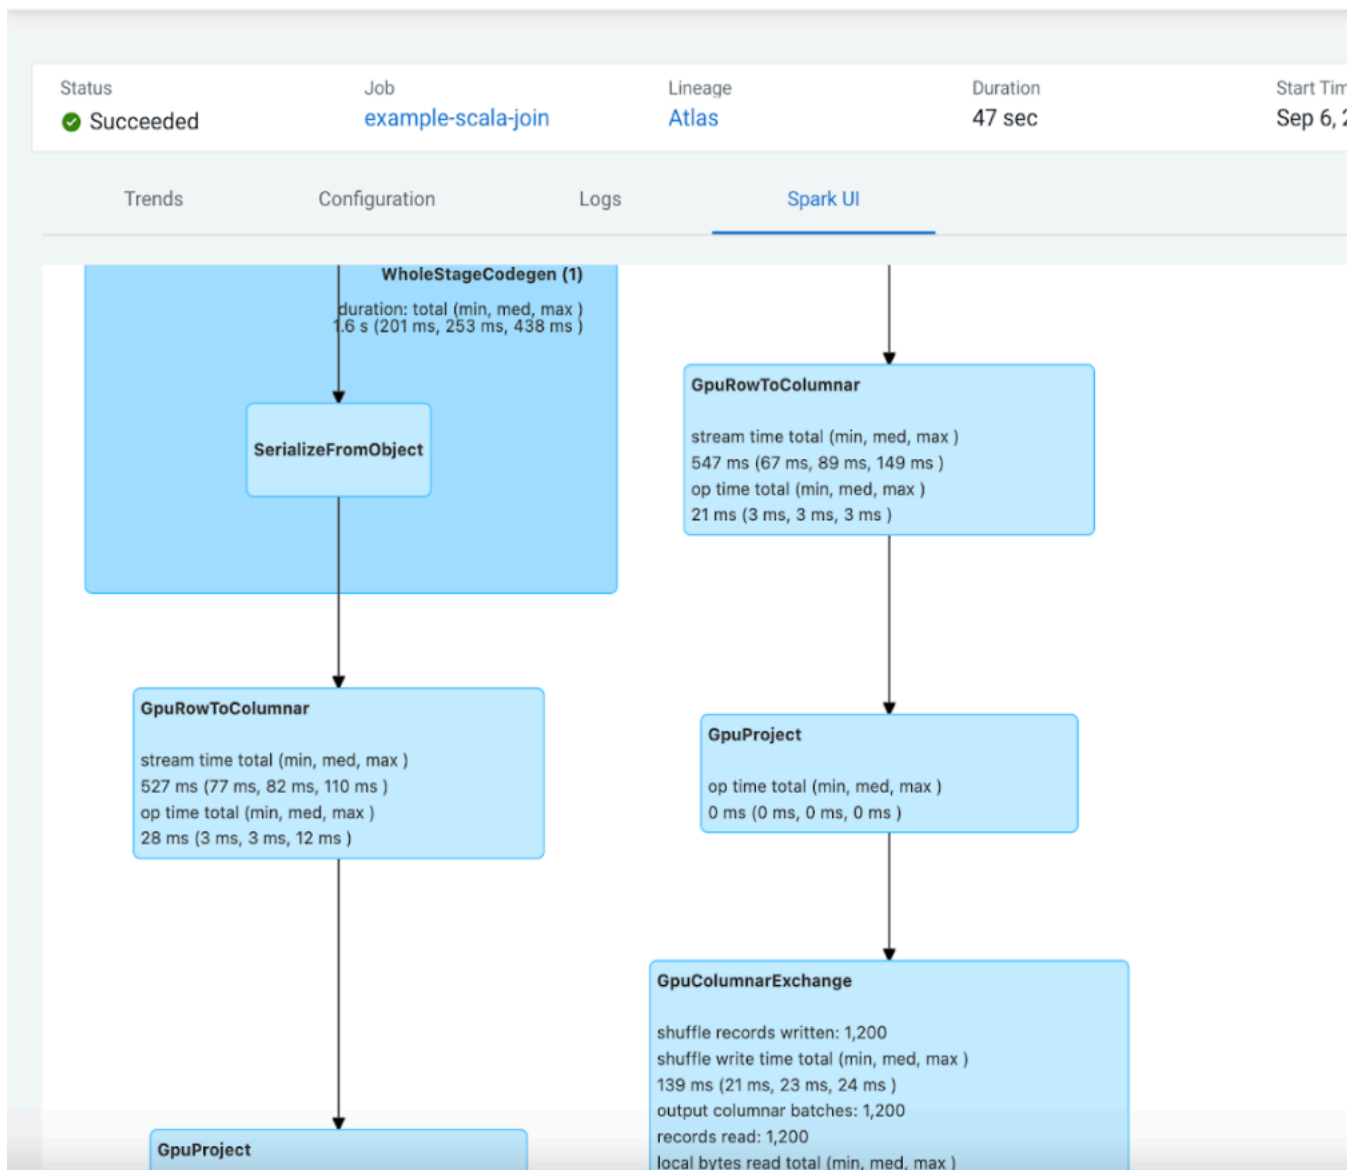 Status
Succeeded
Job
example-scala-join
Lineage
Atlas
Duration
47 sec
Start Tim
Sep 6, 2
Trends
Configuration
Logs
Spark UI
WholeStageCodegen (1)
duration: total (min, med, max )
1.6 s (201 ms, 253 ms, 438 ms )
SerializeFromObject
GpuRowToColumnar
stream time total (min, med, max )
527 ms (77 ms, 82 ms, 110 ms )
op time total (min, med, max )
28 ms (3 ms, 3 ms, 12 ms )
GpuProject
GpuRowToColumnar
stream time total (min, med, max )
547 ms (67 ms, 89 ms, 149 ms )
op time total (min, med, max )
21 ms (3 ms, 3 ms, 3 ms )
GpuProject
op time total (min, med, max )
0 ms (0 ms, 0 ms, 0 ms )
GpuColumnarExchange
shuffle records written: 1,200
shuffle write time total (min, med, max )
139 ms (21 ms, 23 ms, 24 ms )
output columnar batches: 1,200
records read: 1,200
local bytes read total (min, med, max )